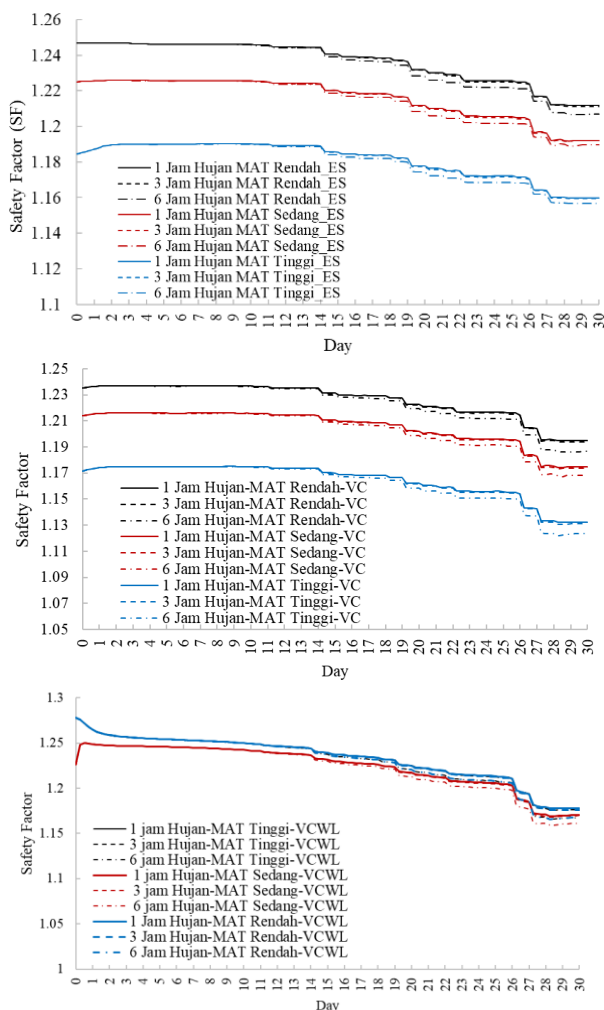 1.26
1.24
1.22
1.2
1.18
1.16
1.14
1.12
1.1
Safety Factor (SF)
1 Jam Hujan MAT Rendah_ES
3 Jam Hujan MAT Rendah_ES
6 Jam Hujan MAT Rendah_ES
1 Jam Hujan MAT Sedang_ES
3 Jam Hujan MAT Sedang_ES
6 Jam Hujan MAT Sedang_ES
1 Jam Hujan MAT Tinggi_ES
3 Jam Hujan MAT Tinggi_ES
6 Jam Hujan MAT Tinggi_ES
0 1 2 3 4 5 6 7 8 9 10 11 12 13 14 15 16 17 18 19 20 21 22 23 24 25 26 27 28 29 30
Day
1.25
1.23
1.21
1.19
1.17
1.15
1.13
1.11
1.09
1.07
1.05
Safety Factor
1 Jam Hujan-MAT Rendah-VC
3 Jam Hujan-MAT Rendah-VC
6 Jam Hujan-MAT Rendah-VC
1 Jam Hujan-MAT Sedang-VC
3 Jam Hujan-MAT Sedang-VC
6 Jam Hujan-MAT Sedang-VC
1 Jam Hujan-MAT Tinggi-VC
3 Jam Hujan-MAT Tinggi-VC
6 Jam Hujan-MAT Tinggi-VC
0 1 2 3 4 5 6 7 8 9 10 11 12 13 14 15 16 17 18 19 20 21 22 23 24 25 26 27 28 29 30
Day
1.3
1.25
1.2
1.15
1.1
1.05
1
Safety Factor
1 jam Hujan-MAT Tinggi-VCWL
3 jam Hujan-MAT Tinggi-VCWL
6 jam Hujan-MAT Tinggi-VCWL
1 jam Hujan-MAT Sedang-VCWL
3 jam Hujan-MAT Sedang-VCWL
6 jam Hujan-MAT Sedang-VCWL
1 Jam Hujan-MAT Rendah-VCWL
3 Jam Hujan-MAT Rendah-VCWL
6 Jam Hujan-MAT Rendah-VCWL
0 1 2 3 4 5 6 7 8 9 10 11 12 13 14 15 16 17 18 19 20 21 22 23 24 25 26 27 28 29 30
Day